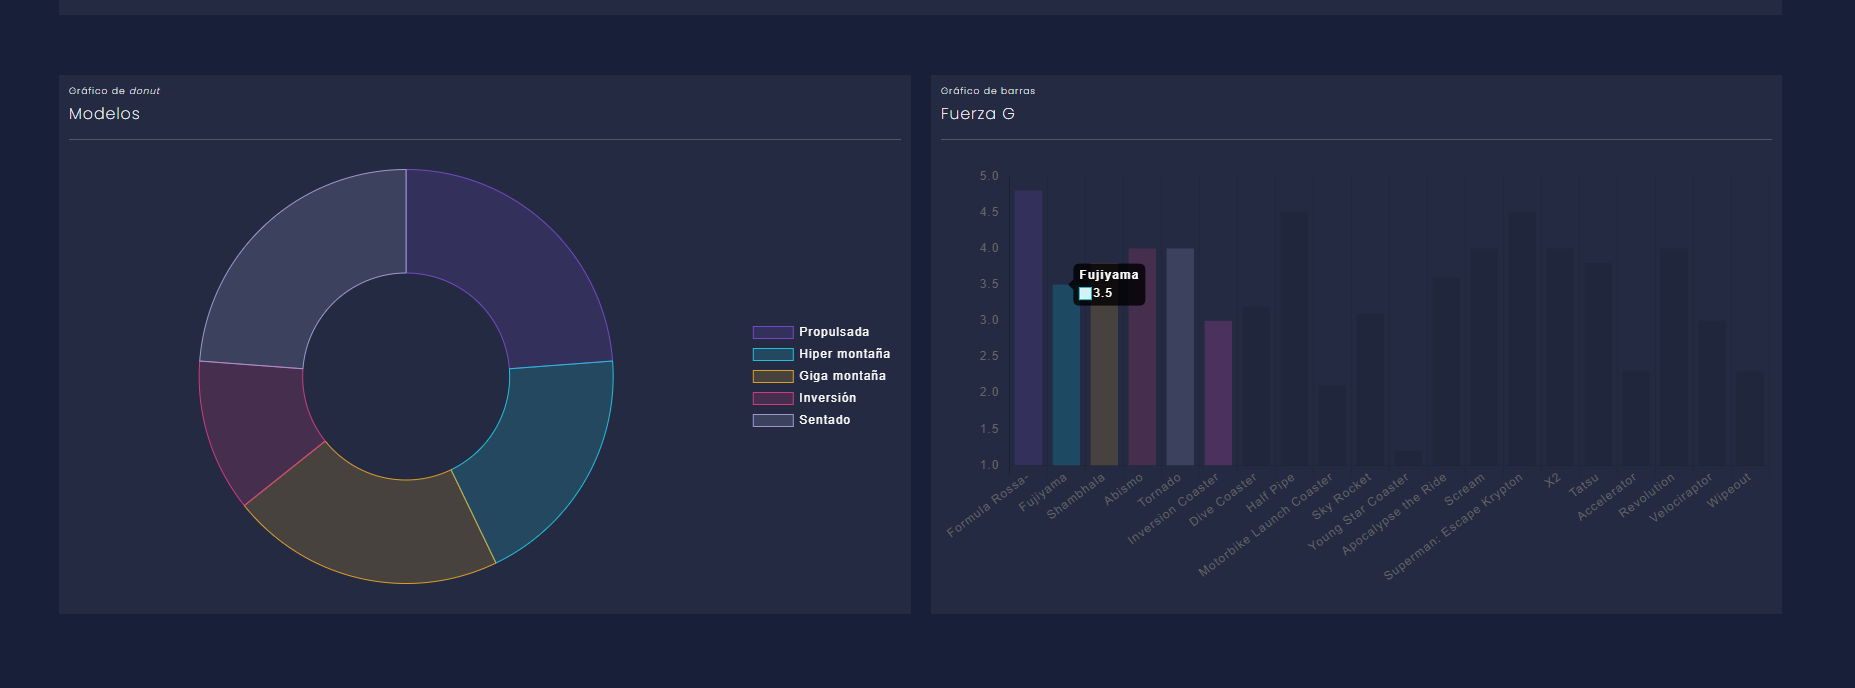 Gráfico de donut
Modelos
Propulsada
Hiper montaña
Giga montaña
Inversión
Sentado
Gráfico de barras
Fuerza G
5.0
4.5
4.0
3.5
3.0
2.5
2.0
1.5
1.0
Fujiyama
3.5
Formula Rossa-
Fujiyama
Shambhala
Abismo
Tornado
Inversion Coaster
Dive Coaster
Half Pipe
Motorbike Launch Coaster
Sky Rocket
Young Star Coaster
Apocalypse the Ride
Scream
Superman: Escape Krypton
X2
Tatsu
Accelerator
Revolution
Velociraptor
Wipeout